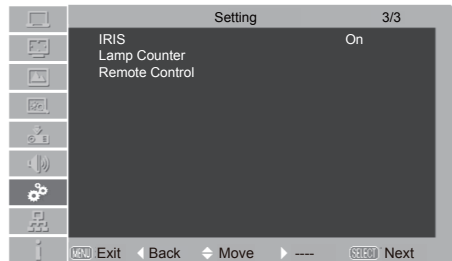 Setting 3/3
IRIS On
Lamp Counter
Remote Control
MENU Exit Back Move ---- SELECT Next